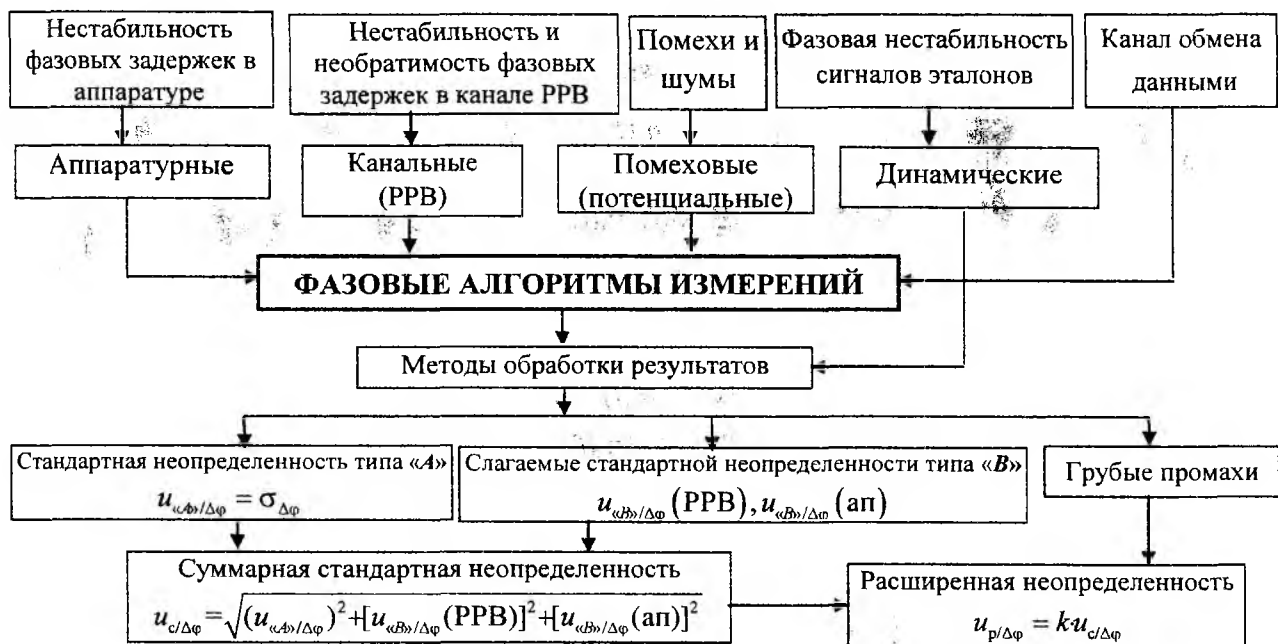 Нестабильность
фазовых задержек в
аппаратуре
Нестабильность и
необратимость фазовых
задержек в канале РРВ
Помехи и
шумы
Фазовая нестабильность
сигналов эталонов
Канал обмена
данными
Аппаратурные
Канальные
(РРВ)
Помеховые
(потенциальные)
Динамические
ФАЗОВЫЕ АЛГОРИТМЫ ИЗМЕРЕНИЙ
Методы обработки результатов
Стандартная неопределенность типа «A»
u«A»/Δφ = σΔφ
Слагаемые стандартной неопределенности типа «B»
u«B»/Δφ (РРВ), u«B»/Δφ (ап)
Грубые промахи
Суммарная стандартная неопределенность
uc/Δφ = √(u«A»/Δφ)² + [u«B»/Δφ (РРВ)]² + [u«B»/Δφ (ап)]²
Расширенная неопределенность
uр/Δφ = kuc/Δφ